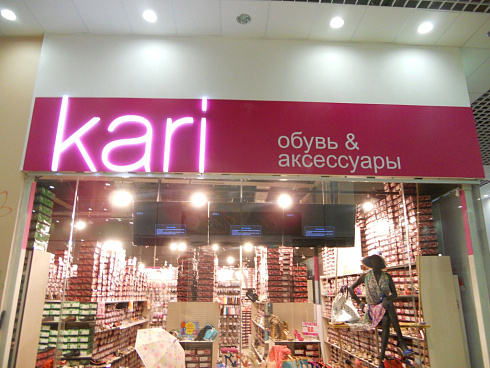 kari
обувь &
аксессуары